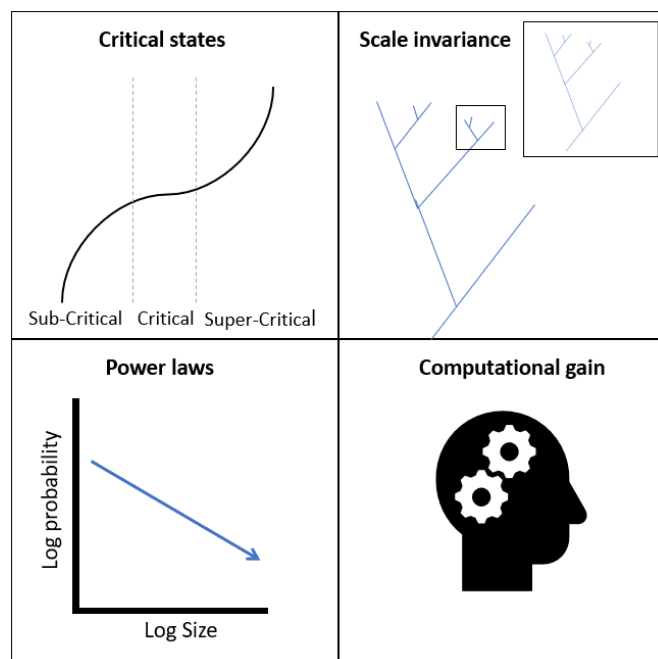 Critical states
Scale invariance
Sub-Critical
Critical
Super-Critical
Power laws
Computational gain
Log probability
Log Size